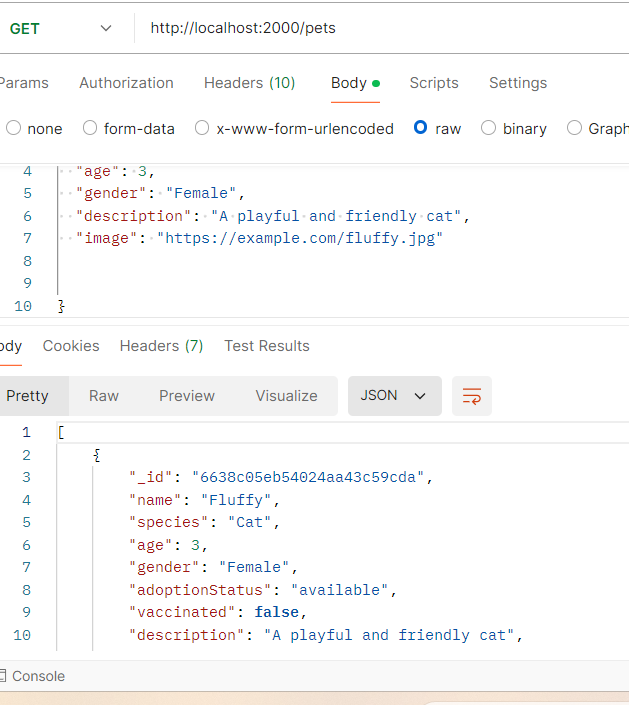 GET http://localhost:2000/pets
Params Authorization Headers (10) Body Scripts Settings
none form-data x-www-form-urlencoded raw binary Graph
4 "age": 3,
5 "gender": "Female",
6 "description": "A playful and friendly cat",
7 "image": "https://example.com/fluffy.jpg"
8
9
10 }
ody Cookies Headers (7) Test Results
Pretty Raw Preview Visualize JSON
1 [
2 {
3 "_id": "6638c05eb54024aa43c59cda",
4 "name": "Fluffy",
5 "species": "Cat",
6 "age": 3,
7 "gender": "Female",
8 "adoptionStatus": "available",
9 "vaccinated": false,
10 "description": "A playful and friendly cat",
Console